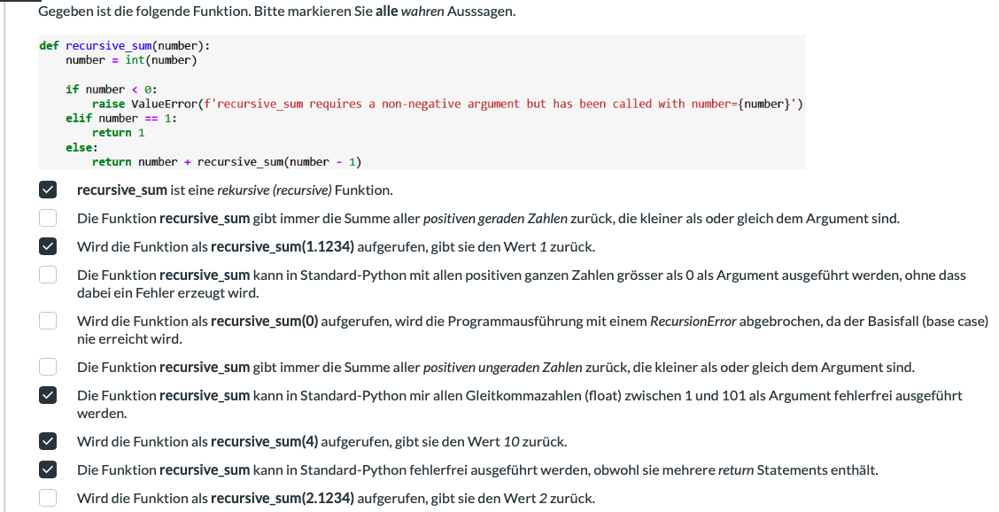 Gegeben ist die folgende Funktion. Bitte markieren Sie alle wahren Ausssagen.
def recursive_sum(number):
    number = int(number)
    if number < 0:
        raise ValueError(f'recursive_sum requires a non-negative argument but has been called with number={number}')
    elif number == 1:
        return 1
    else:
        return number + recursive_sum(number - 1)
recursive_sum ist eine rekursive (recursive) Funktion.
Die Funktion recursive_sum gibt immer die Summe aller positiven geraden Zahlen zurück, die kleiner als oder gleich dem Argument sind.
Wird die Funktion als recursive_sum(1.1234) aufgerufen, gibt sie den Wert 1 zurück.
Die Funktion recursive_sum kann in Standard-Python mit allen positiven ganzen Zahlen grösser als 0 als Argument ausgeführt werden, ohne dass
dabei ein Fehler erzeugt wird.
Wird die Funktion als recursive_sum(0) aufgerufen, wird die Programmausführung mit einem RecursionError abgebrochen, da der Basisfall (base case)
nie erreicht wird.
Die Funktion recursive_sum gibt immer die Summe aller positiven ungeraden Zahlen zurück, die kleiner als oder gleich dem Argument sind.
Die Funktion recursive_sum kann in Standard-Python mir allen Gleitkommazahlen (float) zwischen 1 und 101 als Argument fehlerfrei ausgeführt
werden.
Wird die Funktion als recursive_sum(4) aufgerufen, gibt sie den Wert 10 zurück.
Die Funktion recursive_sum kann in Standard-Python fehlerfrei ausgeführt werden, obwohl sie mehrere return Statements enthält.
Wird die Funktion als recursive_sum(2.1234) aufgerufen, gibt sie den Wert 2 zurück.